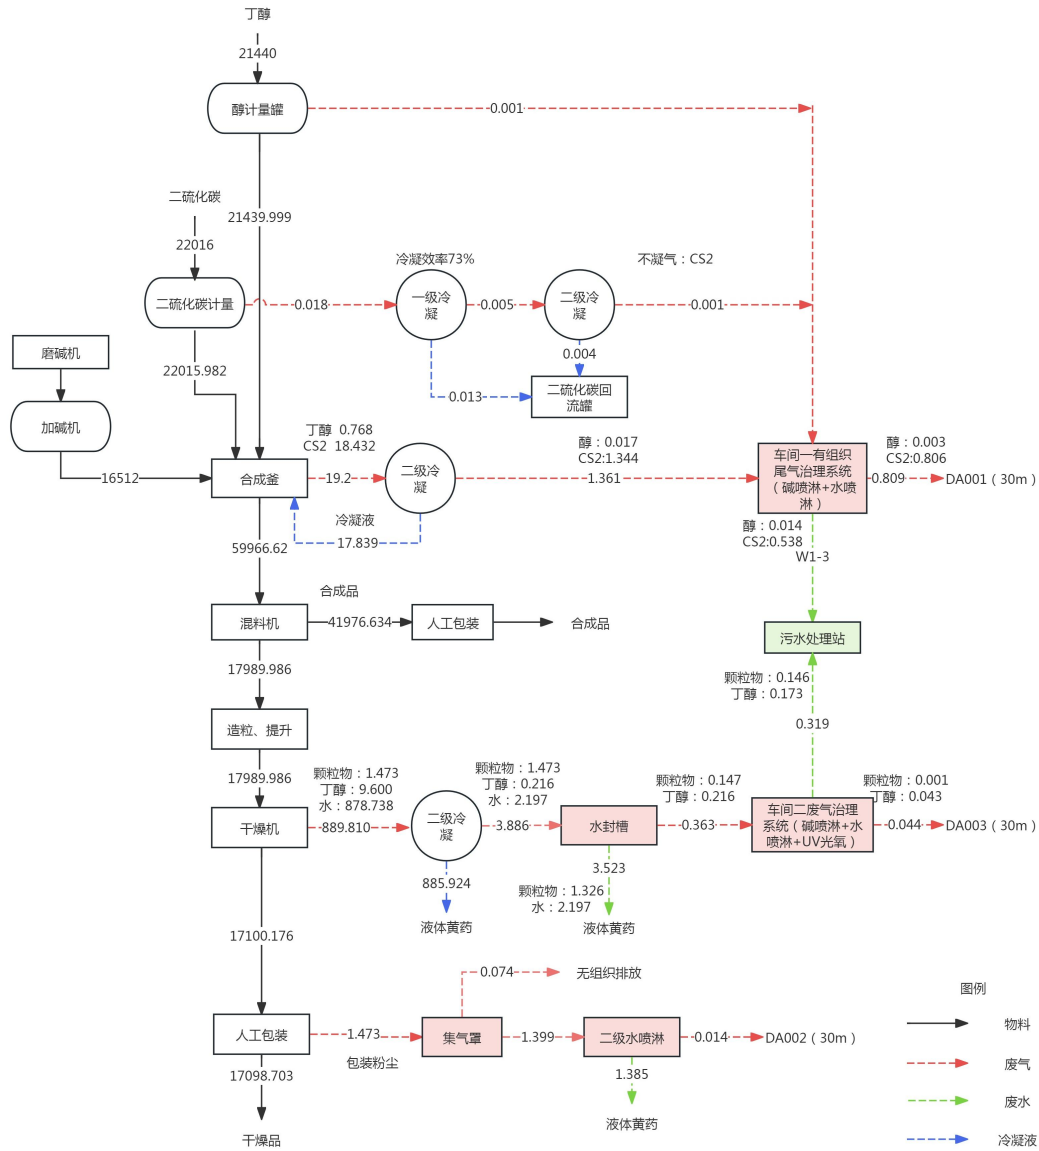 丁醇
21440
醇计量罐
0.001
二硫化碳
21439.999
22016
冷凝效率73%
不凝气：CS2
二硫化碳计量
0.018
一级冷
凝
0.005
二级冷
凝
0.001
磨碱机
0.004
22015.982
二硫化碳回
流罐
0.013
加碱机
丁醇 0.768
CS2 18.432
醇：0.017
CS2:1.344
醇：0.003
CS2:0.806
16512
合成釜
19.2
二级冷
凝
1.361
车间一有组织
尾气治理系统
（碱喷淋+水喷
淋）
0.809
DA001（30m）
冷凝液
17.839
醇：0.014
CS2:0.538
W1-3
59966.62
合成品
混料机
41976.634
人工包装
合成品
污水处理站
17989.986
颗粒物：0.146
丁醇：0.173
造粒、提升
0.319
17989.986
颗粒物：1.473
丁醇：9.600
水：878.738
颗粒物：1.473
丁醇：0.216
水：2.197
颗粒物：0.147
丁醇：0.216
颗粒物：0.001
丁醇：0.043
干燥机
889.810
二级冷
凝
3.886
水封槽
0.363
车间二废气治理
系统（碱喷淋+水
喷淋+UV光氧）
0.044
DA003（30m）
885.924
3.523
颗粒物：1.326
水：2.197
液体黄药
液体黄药
17100.176
0.074
无组织排放
人工包装
1.473
包装粉尘
集气罩
1.399
二级水喷淋
0.014
DA002（30m）
17098.703
1.385
干燥品
液体黄药
图例
物料
废气
废水
冷凝液